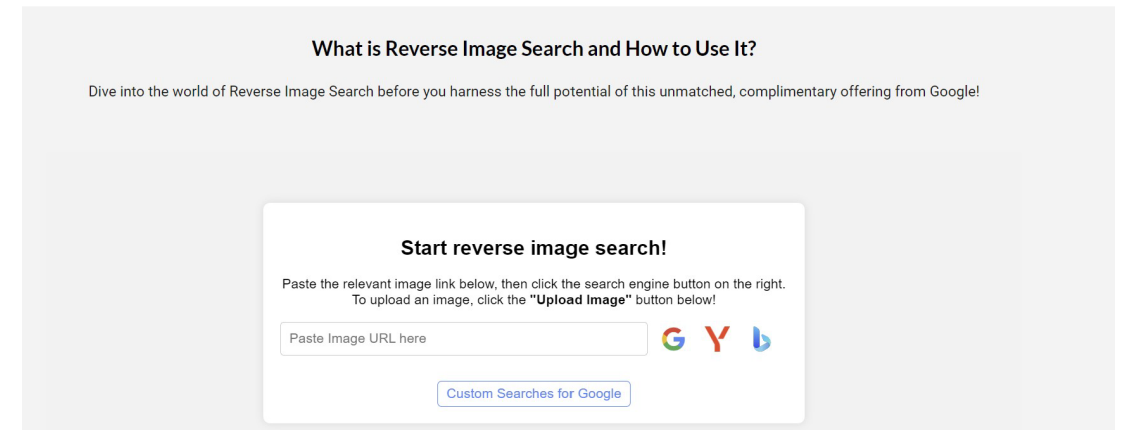 What is Reverse Image Search and How to Use It?
Dive into the world of Reverse Image Search before you harness the full potential of this unmatched, complimentary offering from Google!
Start reverse image search!
Paste the relevant image link below, then click the search engine button on the right.
To upload an image, click the "Upload Image" button below!
Paste Image URL here
Custom Searches for Google